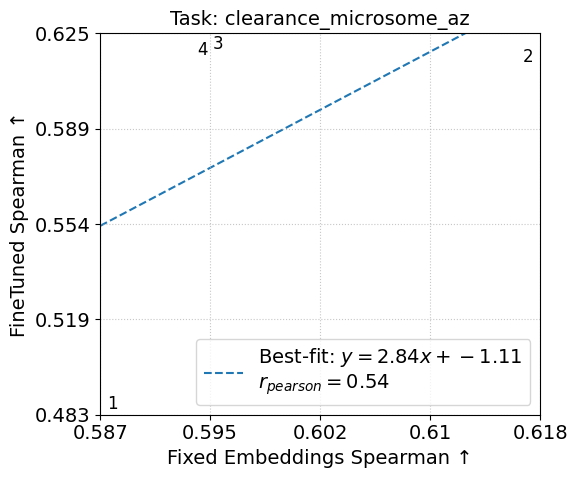 Task: clearance_microsome_az
FineTuned Spearman ↑
0.625
0.589
0.554
0.519
0.483
4
3
2
1
Best-fit: y = 2.84x + −1.11
r_pearson = 0.54
0.587
0.595
0.602
0.61
0.618
Fixed Embeddings Spearman ↑